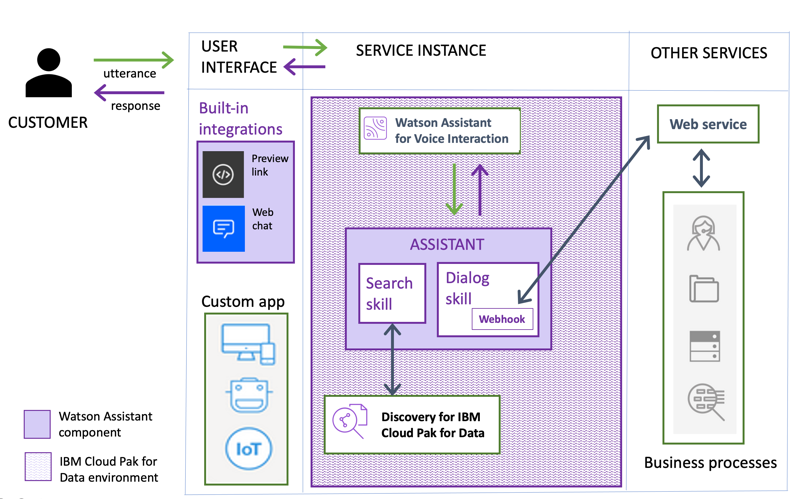 CUSTOMER
utterance
response
USER
INTERFACE
SERVICE INSTANCE
OTHER SERVICES
Built-in
integrations
Preview
link
Web
chat
Custom app
IoT
Watson Assistant
for Voice Interaction
ASSISTANT
Search
skill
Dialog
skill
Webhook
Discovery for IBM
Cloud Pak for Data
Web service
Business processes
Watson Assistant
component
IBM Cloud Pak for
Data environment